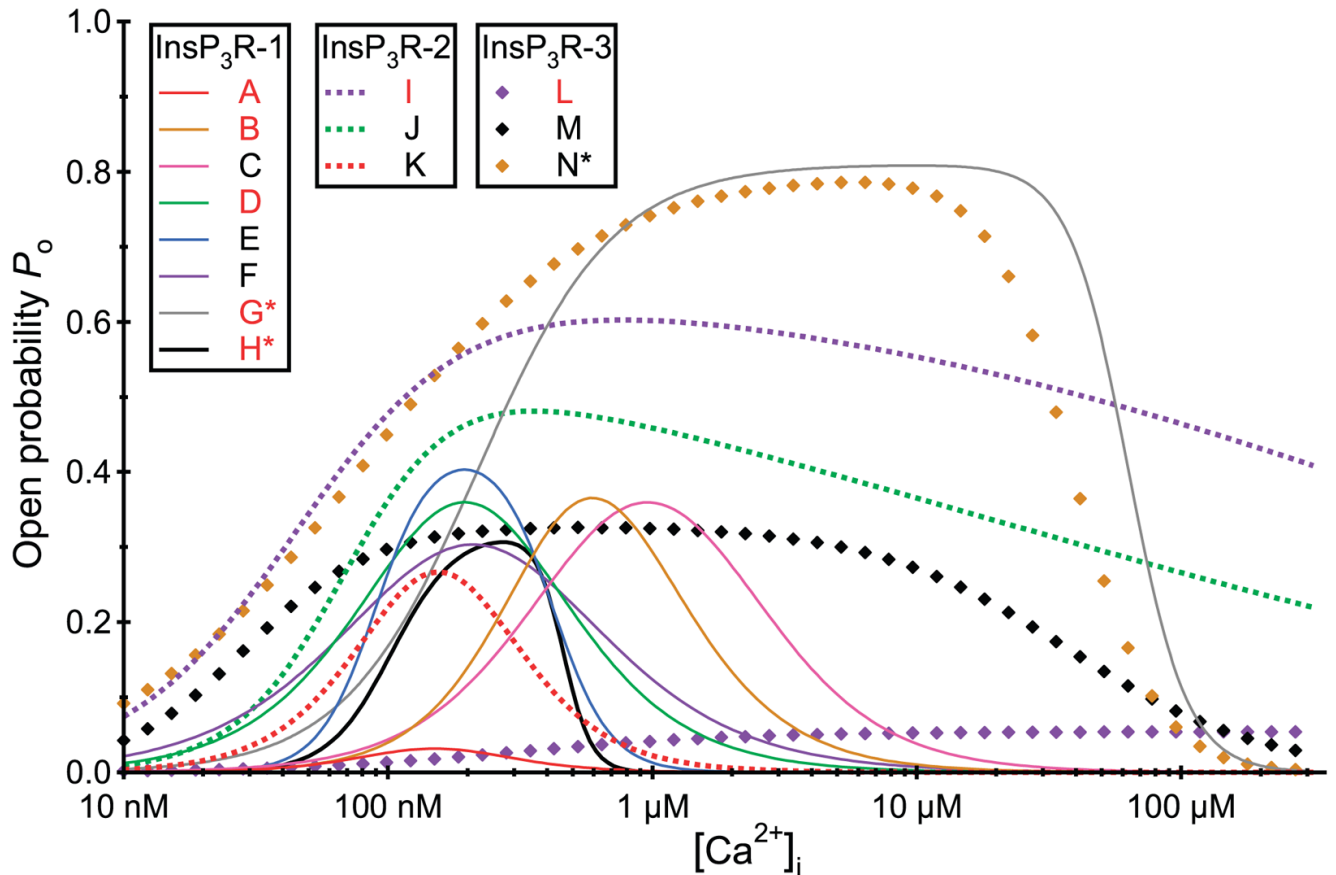 1.0
0.8
0.6
0.4
0.2
0.0
Open probability Pₒ
InsP₃R-1
A
B
C
D
E
F
G*
H*
InsP₃R-2
I
J
K
InsP₃R-3
L
M
N*
10 nM
100 nM
1 µM
10 µM
100 µM
[Ca²⁺]ᵢ